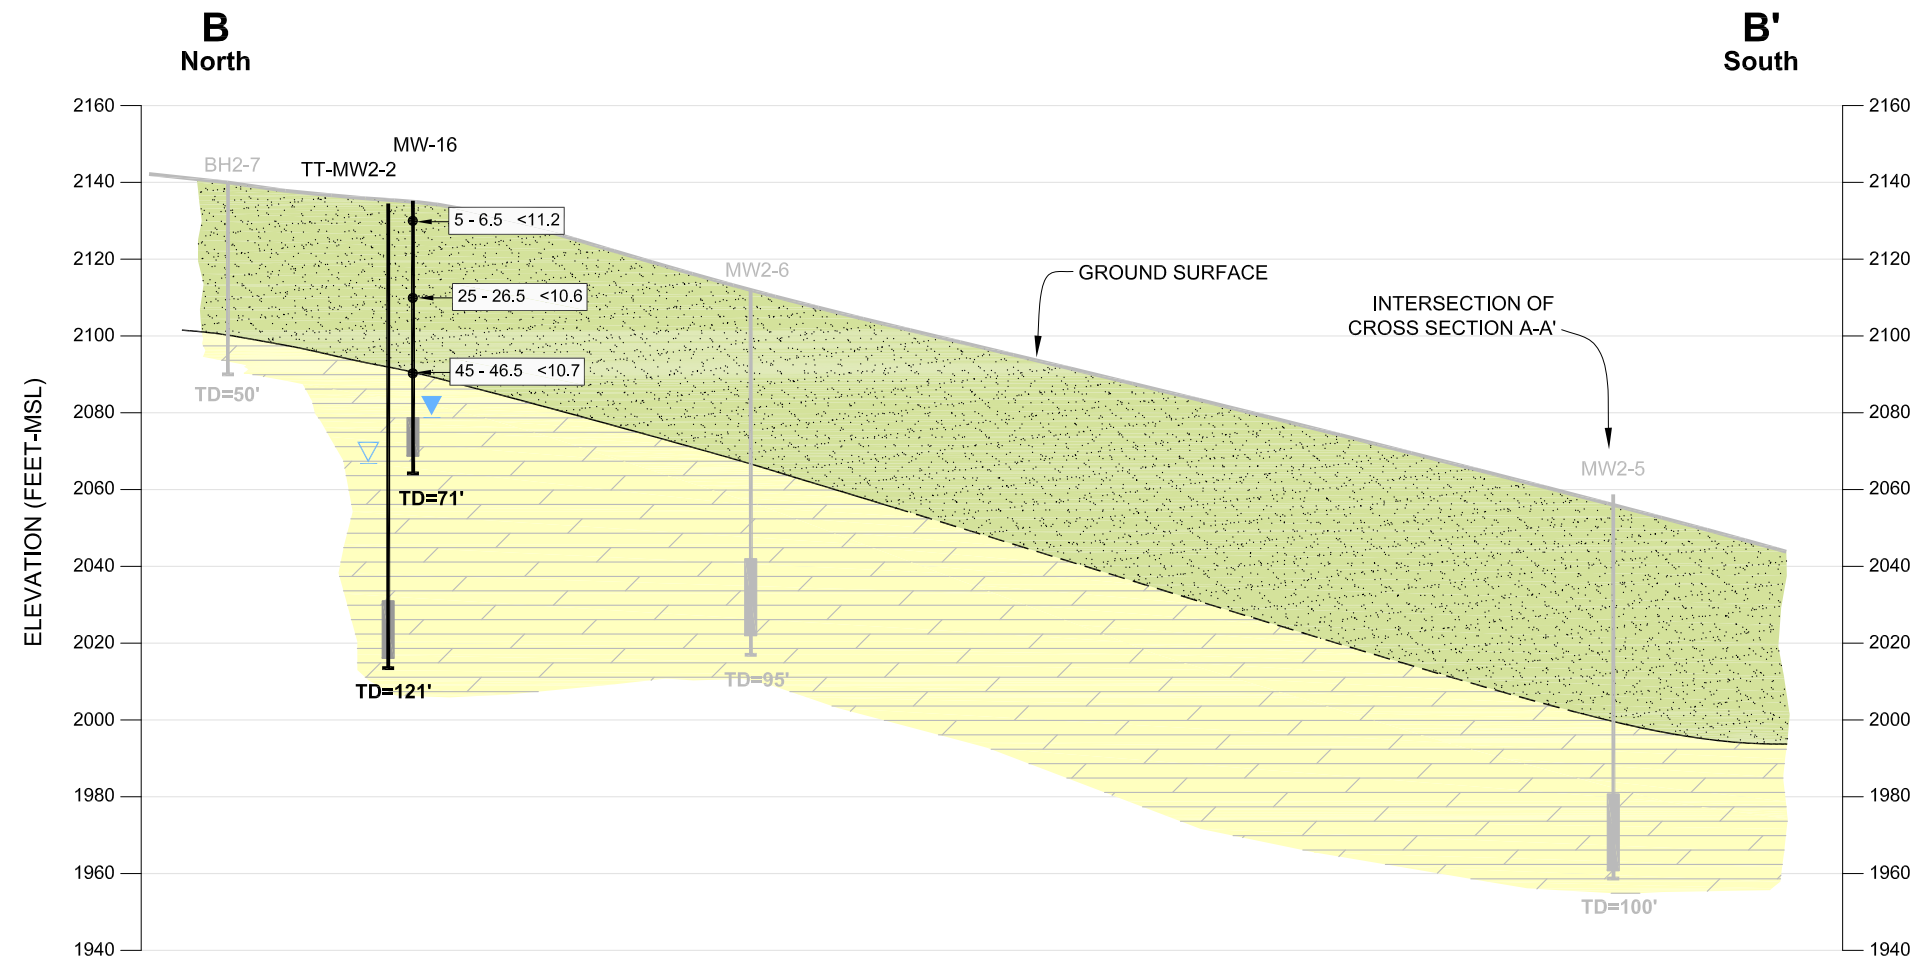 B
North
B'
South
2160
2140
2120
2100
2080
2060
2040
2020
2000
1980
1960
1940
ELEVATION (FEET-MSL)
BH2-7
TT-MW2-2
MW-16
5 - 6.5 <11.2
25 - 26.5 <10.6
45 - 46.5 <10.7
TD=50'
TD=71'
TD=121'
MW2-6
TD=95'
GROUND SURFACE
INTERSECTION OF
CROSS SECTION A-A'
MW2-5
TD=100'
2160
2140
2120
2100
2080
2060
2040
2020
2000
1980
1960
1940